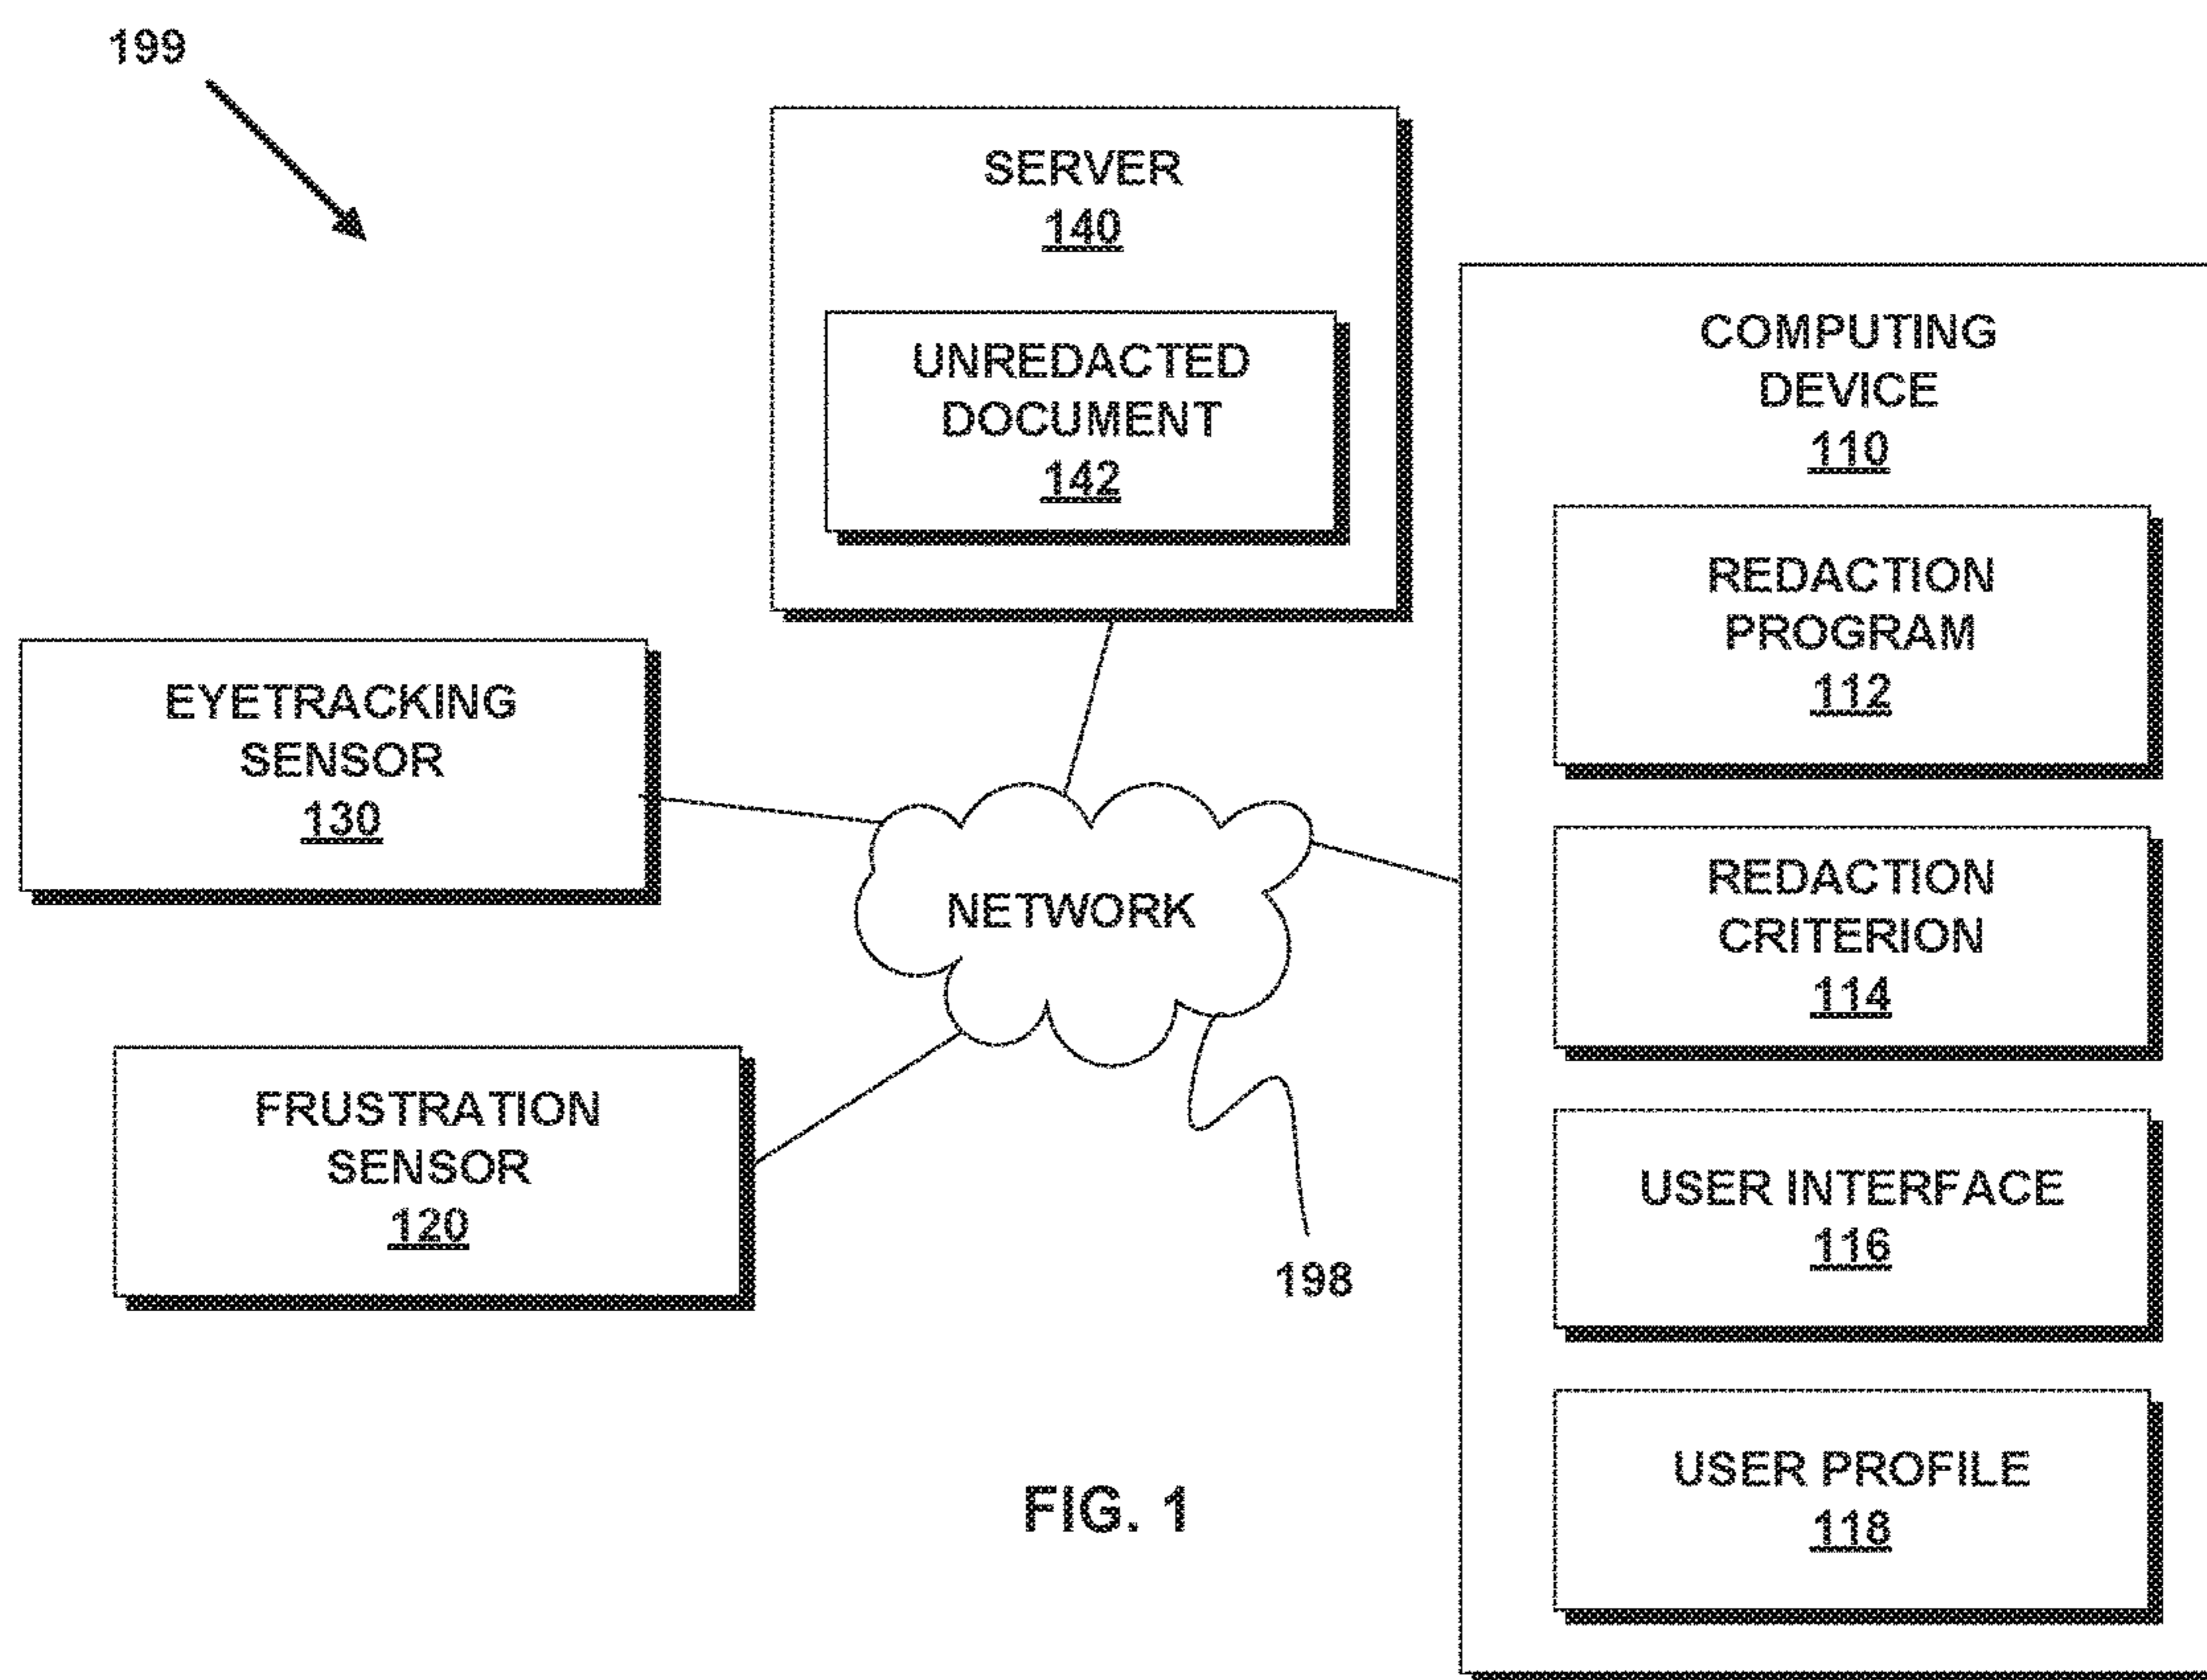 199
SERVER
140
UNREDACTED
DOCUMENT
142
COMPUTING
DEVICE
110
REDACTION
PROGRAM
112
REDACTION
CRITERION
114
USER INTERFACE
116
USER PROFILE
118
EYETRACKING
SENSOR
130
NETWORK
FRUSTRATION
SENSOR
120
198
FIG. 1